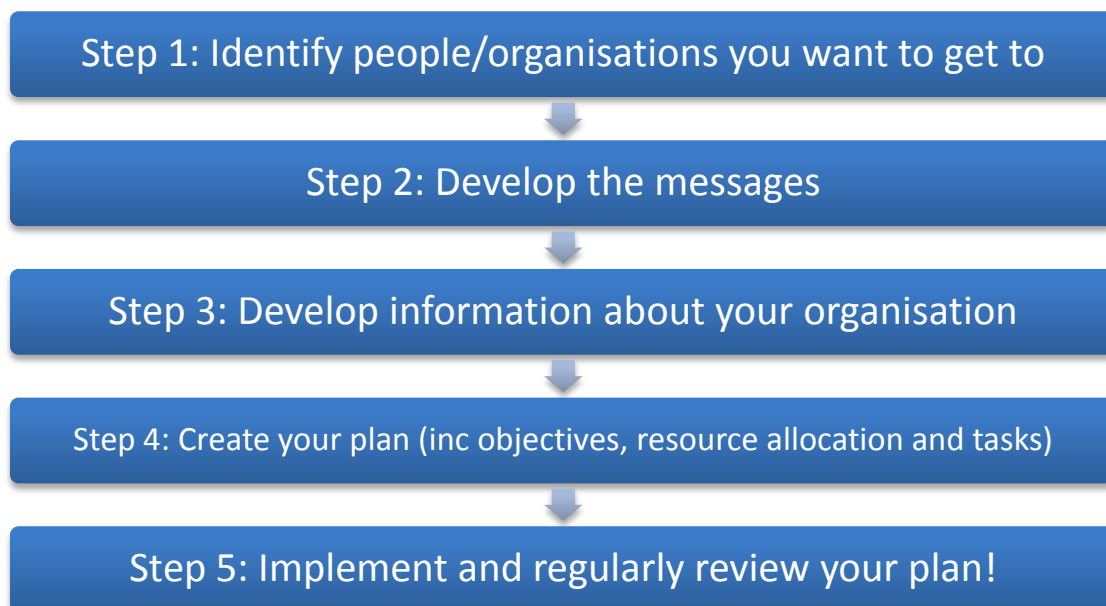 Step 1: Identify people/organisations you want to get to
Step 2: Develop the messages
Step 3: Develop information about your organisation
Step 4: Create your plan (inc objectives, resource allocation and tasks)
Step 5: Implement and regularly review your plan!